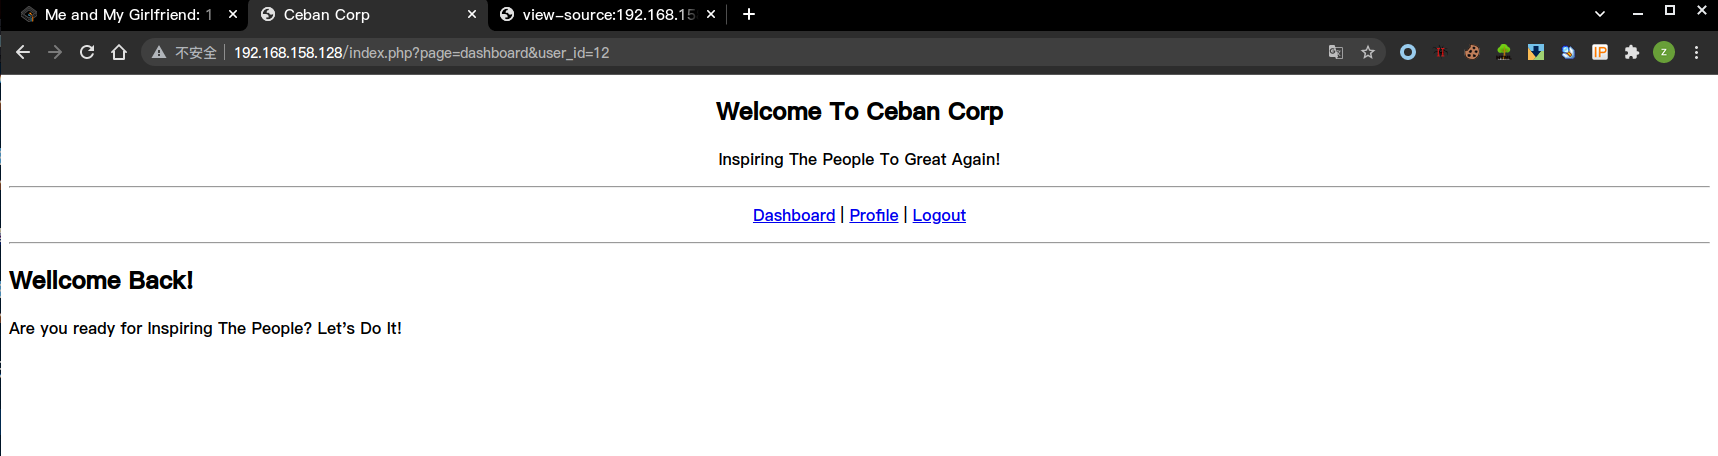 Me and My Girlfriend: 1
Ceban Corp
view-source:192.168.15
不安全 192.168.158.128/index.php?page=dashboard&user_id=12
IP
z
Welcome To Ceban Corp
Inspiring The People To Great Again!
Dashboard | Profile | Logout
Wellcome Back!
Are you ready for Inspiring The People? Let's Do It!